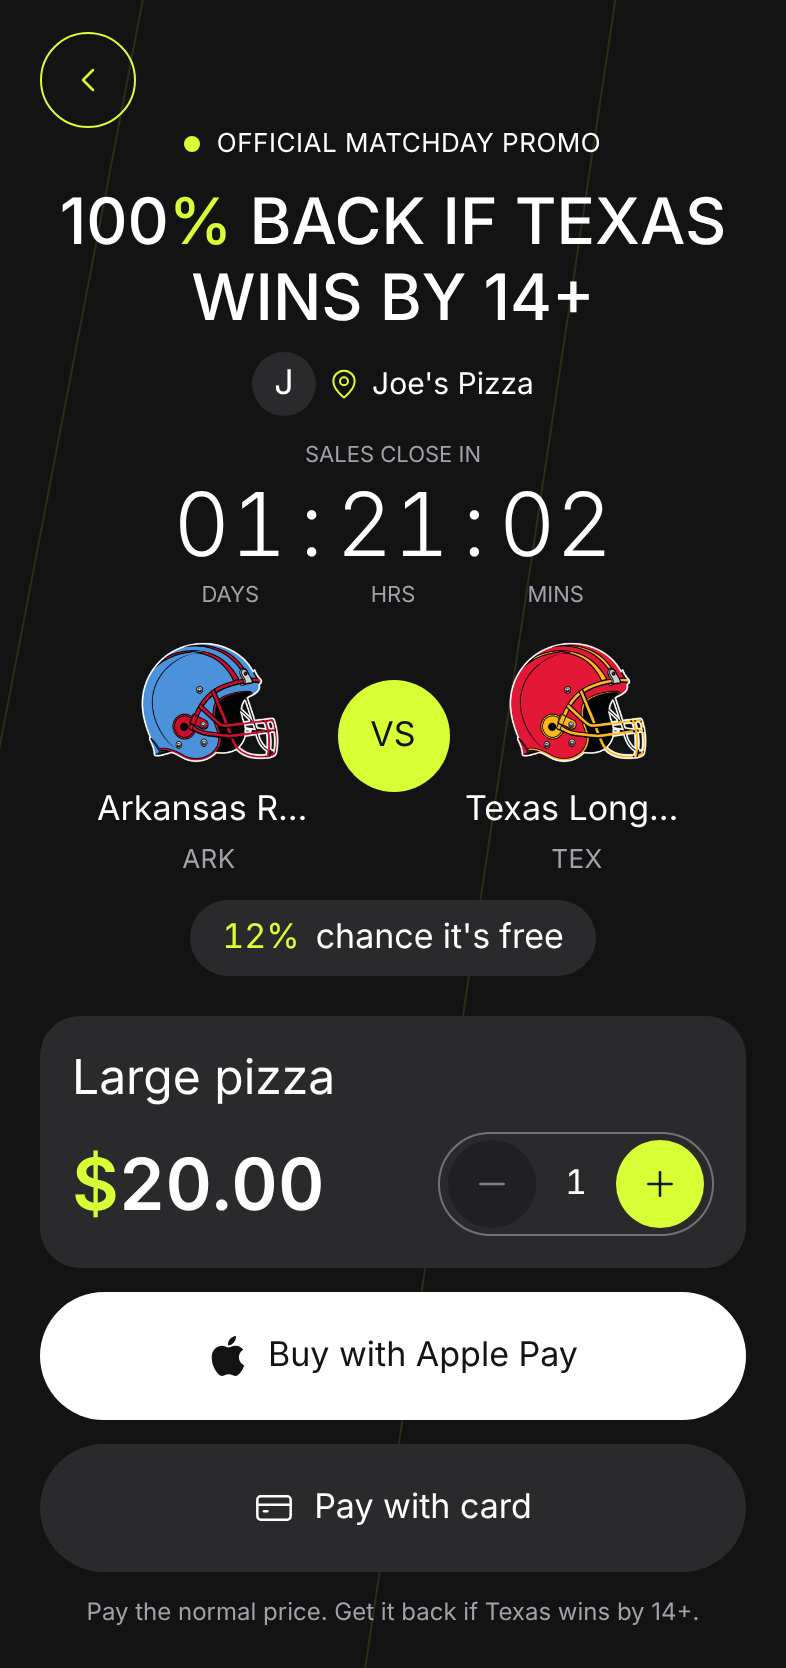 OFFICIAL MATCHDAY PROMO
100% BACK IF TEXAS
WINS BY 14+
J Joe's Pizza
SALES CLOSE IN
01 : 21 : 02
DAYS HRS MINS
VS
Arkansas R... Texas Long...
ARK TEX
12% chance it's free
Large pizza
$20.00 1
Buy with Apple Pay
Pay with card
Pay the normal price. Get it back if Texas wins by 14+.